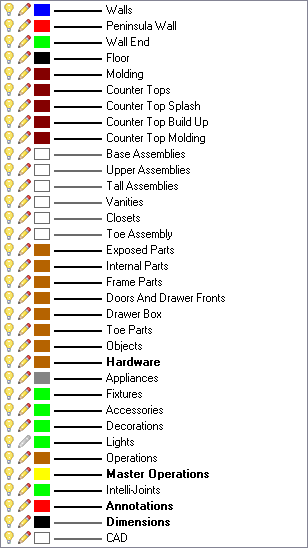 Walls
Peninsula Wall
Wall End
Floor
Molding
Counter Tops
Counter Top Splash
Counter Top Build Up
Counter Top Molding
Base Assemblies
Upper Assemblies
Tall Assemblies
Vanities
Closets
Toe Assembly
Exposed Parts
Internal Parts
Frame Parts
Doors And Drawer Fronts
Drawer Box
Toe Parts
Objects
Hardware
Appliances
Fixtures
Accessories
Decorations
Lights
Operations
Master Operations
Intelli-Joints
Annotations
Dimensions
CAD